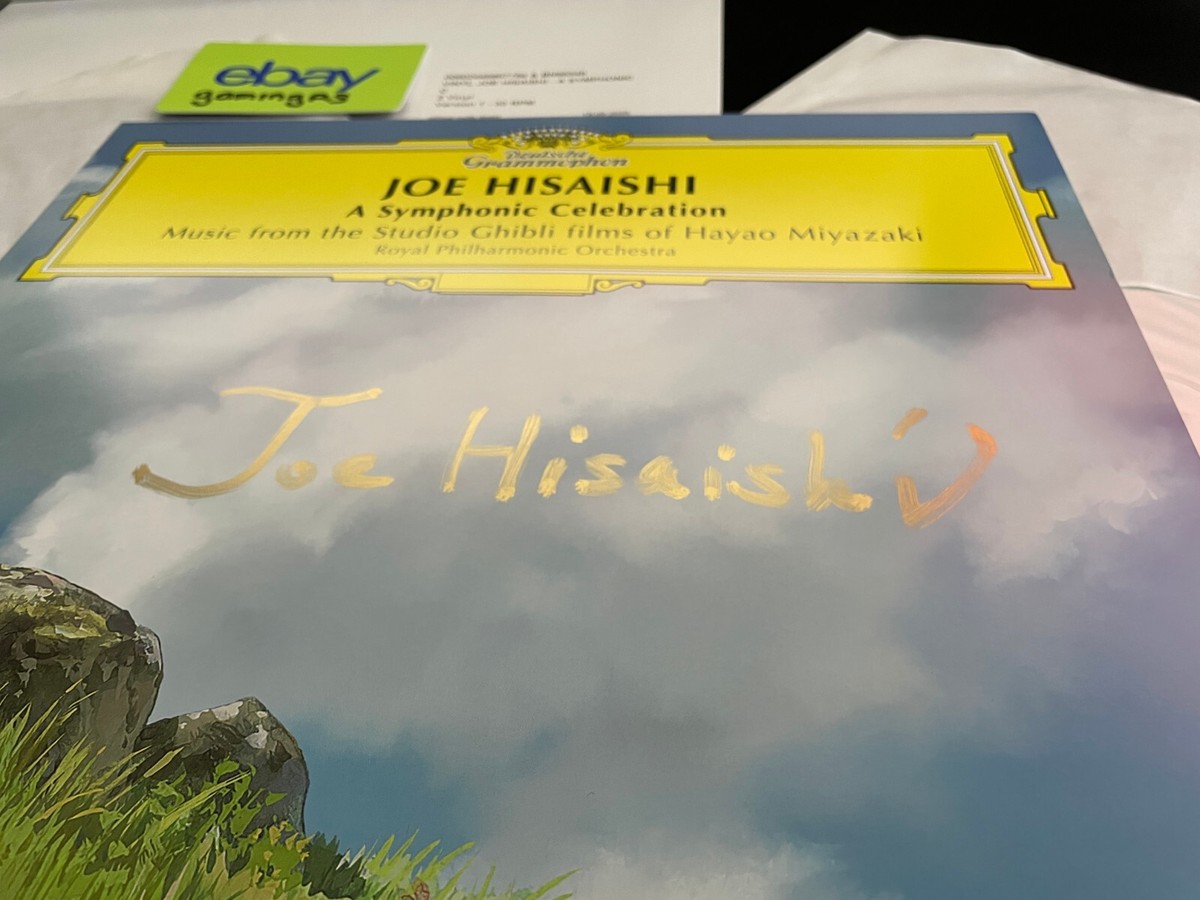 ebay
gamingas
Deutsche
Grammophon
JOE HISAISHI
A Symphonic Celebration
Music from the Studio Ghibli films of Hayao Miyazaki
Royal Philharmonic Orchestra
Joe Hisaishi